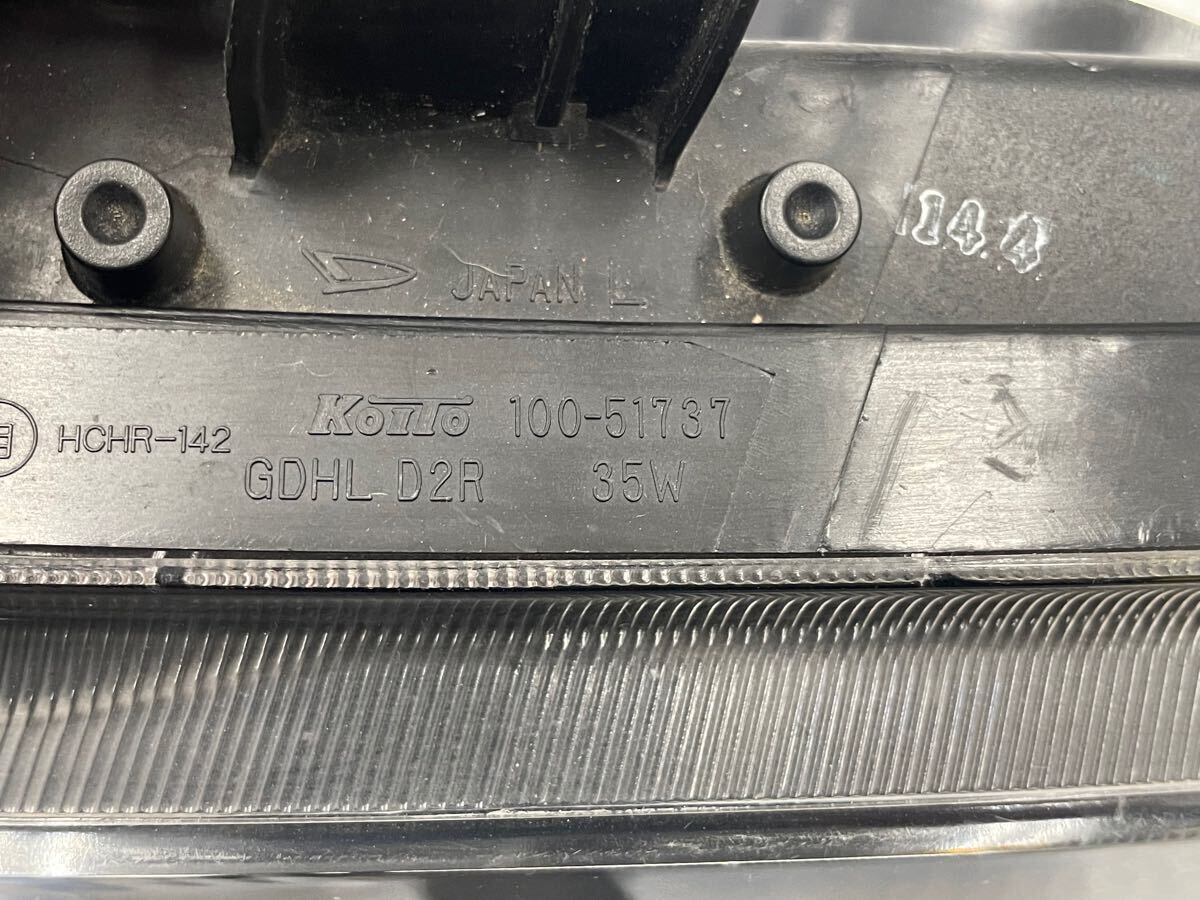 14.4
JAPAN L
KOITO 100-51737
HCHR-142
GDHL D2R 35W